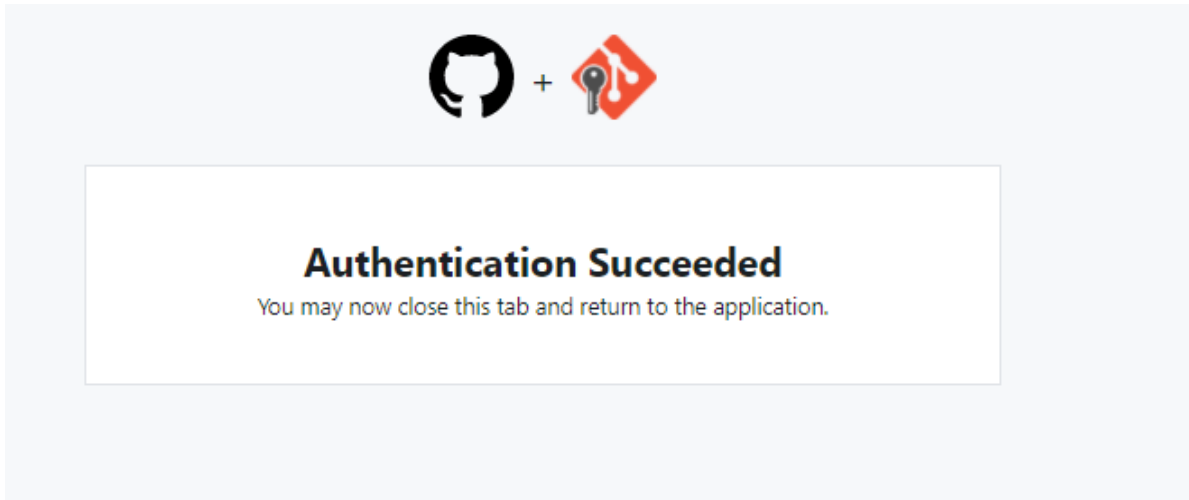 +
Authentication Succeeded
You may now close this tab and return to the application.